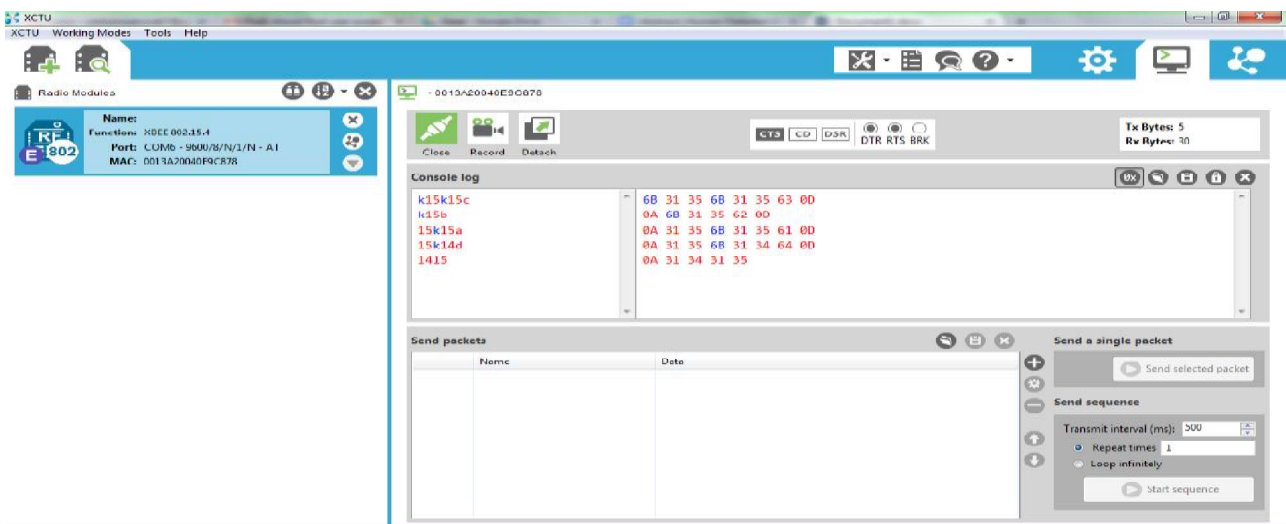 XCTU
XCTU Working Modes Tools Help
Radio Modules
- 0013A20040E9C878
Name:
Function: XBEE 802.15.4
Port: COM6 - 9600/8/N/1/N - AT
MAC: 0013A20040E9C878
RF
E 802
Close Record Detach
CTS CD DSR DTR RTS BRK
Tx Bytes: 5
Rx Bytes: 30
Console log
k15k15c 6B 31 35 6B 31 35 63 0D
k15b 0A 6B 31 35 62 0D
15k15a 0A 31 35 6B 31 35 61 0D
15k14d 0A 31 35 6B 31 34 64 0D
1415 0A 31 34 31 35
Send packets
Name Data
Send a single packet
Send selected packet
Send sequence
Transmit interval (ms): 500
Repeat times 1
Loop infinitely
Start sequence